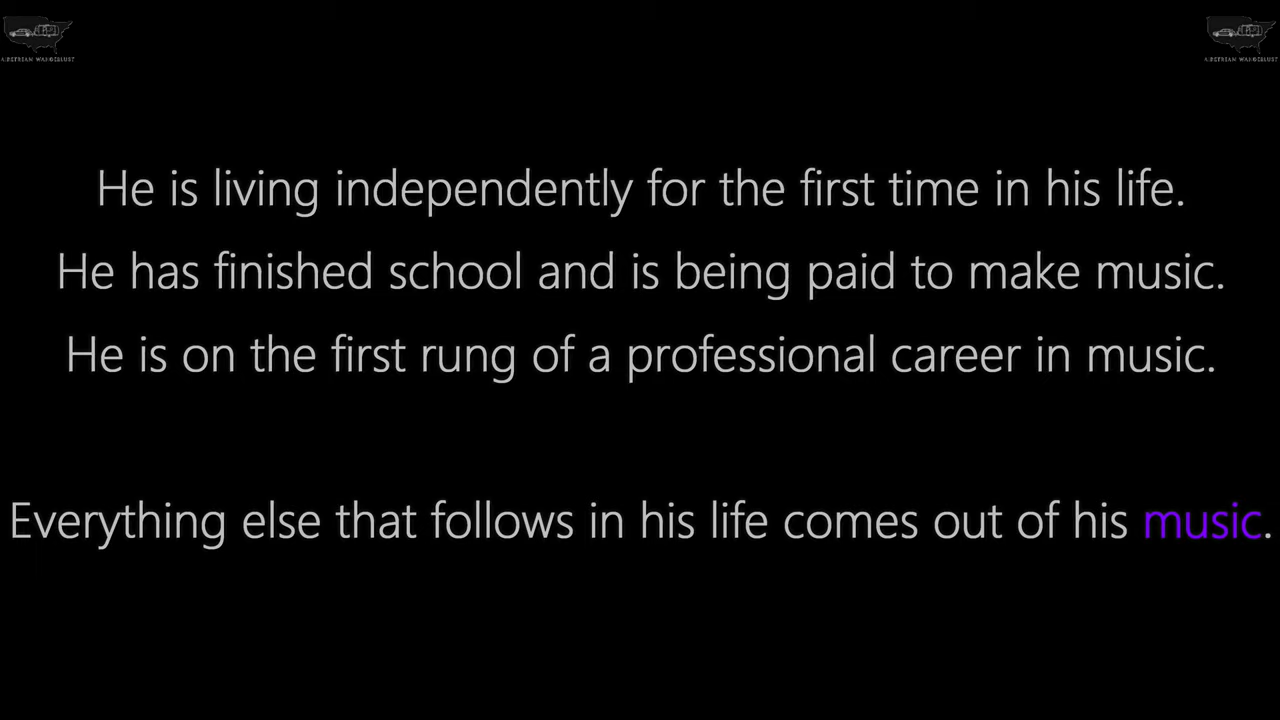 He is living independently for the first time in his life.
He has finished school and is being paid to make music.
He is on the first rung of a professional career in music.
Everything else that follows in his life comes out of his music.